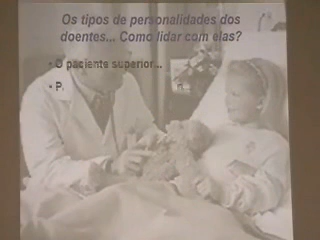 Os tipos de personalidades dos
doentes... Como lidar com elas?
• O paciente superior...
• P.